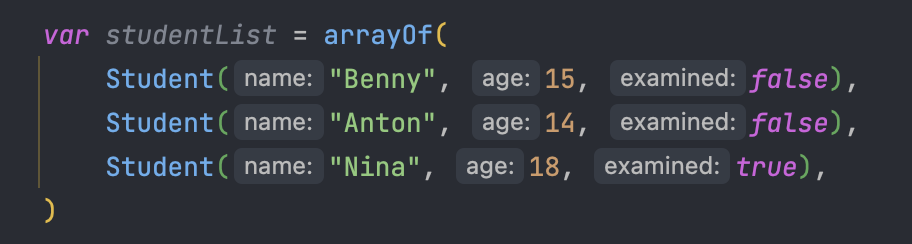 var studentList = arrayOf(
Student( name: "Benny", age: 15, examined: false),
Student( name: "Anton", age: 14, examined: false),
Student( name: "Nina", age: 18, examined: true),
)